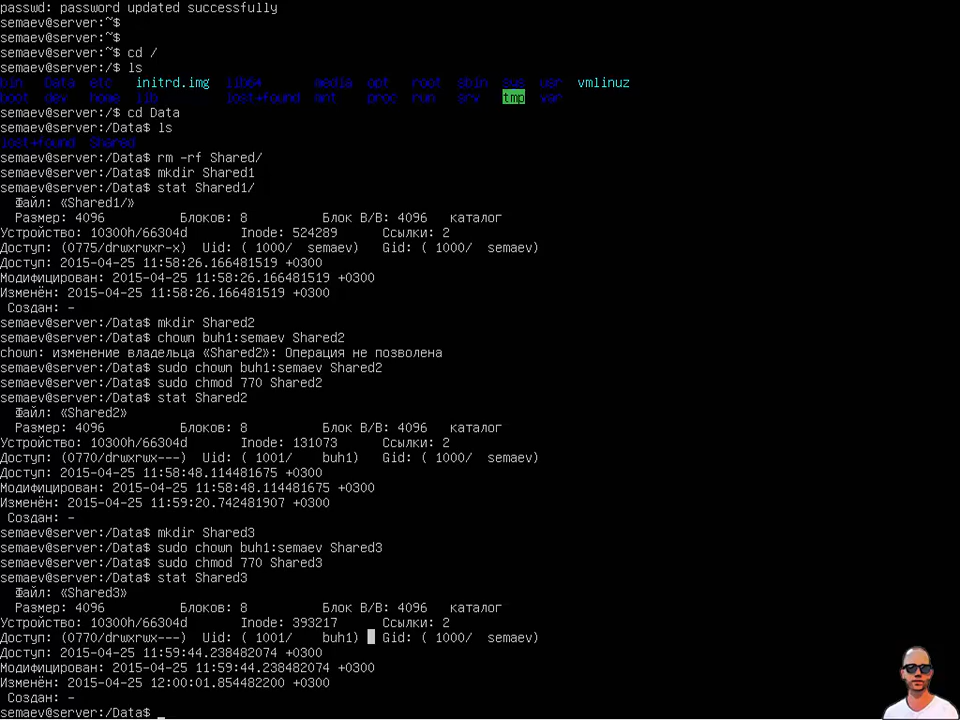 passwd: password updated successfully
semaev@server:~$
semaev@server:~$
semaev@server:~$ cd /
semaev@server:/$ ls
bin Data etc initrd.img lib64 media opt root sbin sys usr vmlinuz
boot dev home lib lost+found mnt proc run srv tmp var
semaev@server:/$ cd Data
semaev@server:/Data$ ls
lost+found Shared
semaev@server:/Data$ rm -rf Shared/
semaev@server:/Data$ mkdir Shared1
semaev@server:/Data$ stat Shared1/
Файл: «Shared1/»
Размер: 4096 Блоков: 8 Блок В/В: 4096 каталог
Устройство: 10300h/66304d Inode: 524289 Ссылки: 2
Доступ: (0775/drwxrwxr-x) Uid: ( 1000/ semaev) Gid: ( 1000/ semaev)
Доступ: 2015-04-25 11:58:26.166481519 +0300
Модифицирован: 2015-04-25 11:58:26.166481519 +0300
Изменён: 2015-04-25 11:58:26.166481519 +0300
Создан: -
semaev@server:/Data$ mkdir Shared2
semaev@server:/Data$ chown buh1:semaev Shared2
chown: изменение владельца «Shared2»: Операция не позволена
semaev@server:/Data$ sudo chown buh1:semaev Shared2
semaev@server:/Data$ sudo chmod 770 Shared2
semaev@server:/Data$ stat Shared2
Файл: «Shared2»
Размер: 4096 Блоков: 8 Блок В/В: 4096 каталог
Устройство: 10300h/66304d Inode: 131073 Ссылки: 2
Доступ: (0770/drwxrwx---) Uid: ( 1001/ buh1) Gid: ( 1000/ semaev)
Доступ: 2015-04-25 11:58:48.114481675 +0300
Модифицирован: 2015-04-25 11:58:48.114481675 +0300
Изменён: 2015-04-25 11:59:20.742481907 +0300
Создан: -
semaev@server:/Data$ mkdir Shared3
semaev@server:/Data$ sudo chown buh1:semaev Shared3
semaev@server:/Data$ sudo chmod 770 Shared3
semaev@server:/Data$ stat Shared3
Файл: «Shared3»
Размер: 4096 Блоков: 8 Блок В/В: 4096 каталог
Устройство: 10300h/66304d Inode: 393217 Ссылки: 2
Доступ: (0770/drwxrwx---) Uid: ( 1001/ buh1) Gid: ( 1000/ semaev)
Доступ: 2015-04-25 11:59:44.238482074 +0300
Модифицирован: 2015-04-25 11:59:44.238482074 +0300
Изменён: 2015-04-25 12:00:01.854482200 +0300
Создан: -
semaev@server:/Data$ _